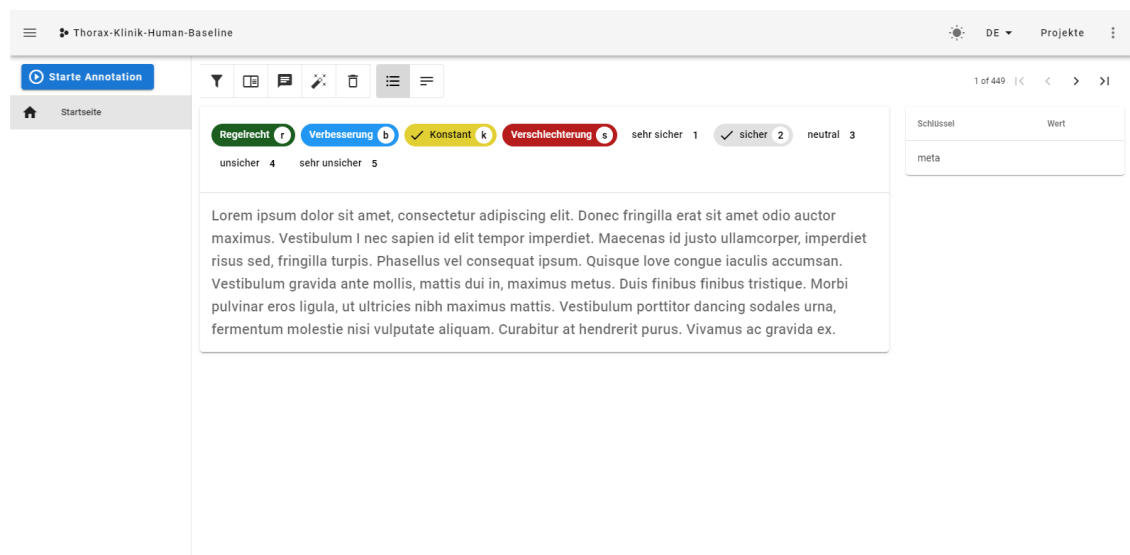 Thorax-Klinik-Human-Baseline
DE
Projekte
Starte Annotation
Startseite
1 of 449
Regelrecht r
Verbesserung b
Konstant k
Verschlechterung s
sehr sicher 1
sicher 2
neutral 3
unsicher 4
sehr unsicher 5
Lorem ipsum dolor sit amet, consectetur adipiscing elit. Donec fringilla erat sit amet odio auctor
maximus. Vestibulum I nec sapien id elit tempor imperdiet. Maecenas id justo ullamcorper, imperdiet
risus sed, fringilla turpis. Phasellus vel consequat ipsum. Quisque love congue iaculis accumsan.
Vestibulum gravida ante mollis, mattis dui in, maximus metus. Duis finibus finibus tristique. Morbi
pulvinar eros ligula, ut ultricies nibh maximus mattis. Vestibulum porttitor dancing sodales urna,
fermentum molestie nisi vulputate aliquam. Curabitur at hendrerit purus. Vivamus ac gravida ex.
Schlüssel Wert
meta